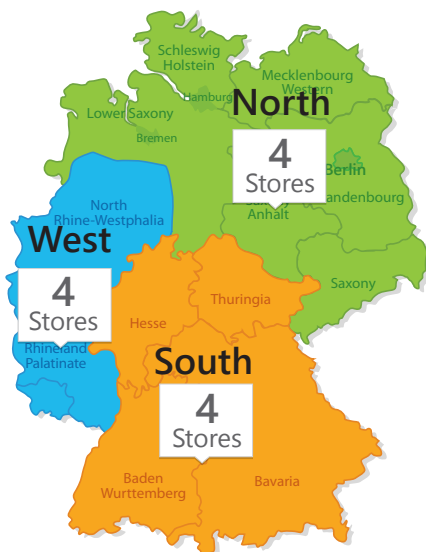 Schleswig
Holstein
Mecklenbourg
Western
Hamburg
North
Lower Saxony
Bremen
4
Stores
Berlin
Anhalt
Saxony
North
Rhine-Westphalia
West
4
Stores
Rhineland
Palatinate
Hesse
Thuringia
South
4
Stores
Baden
Wurttemberg
Bavaria